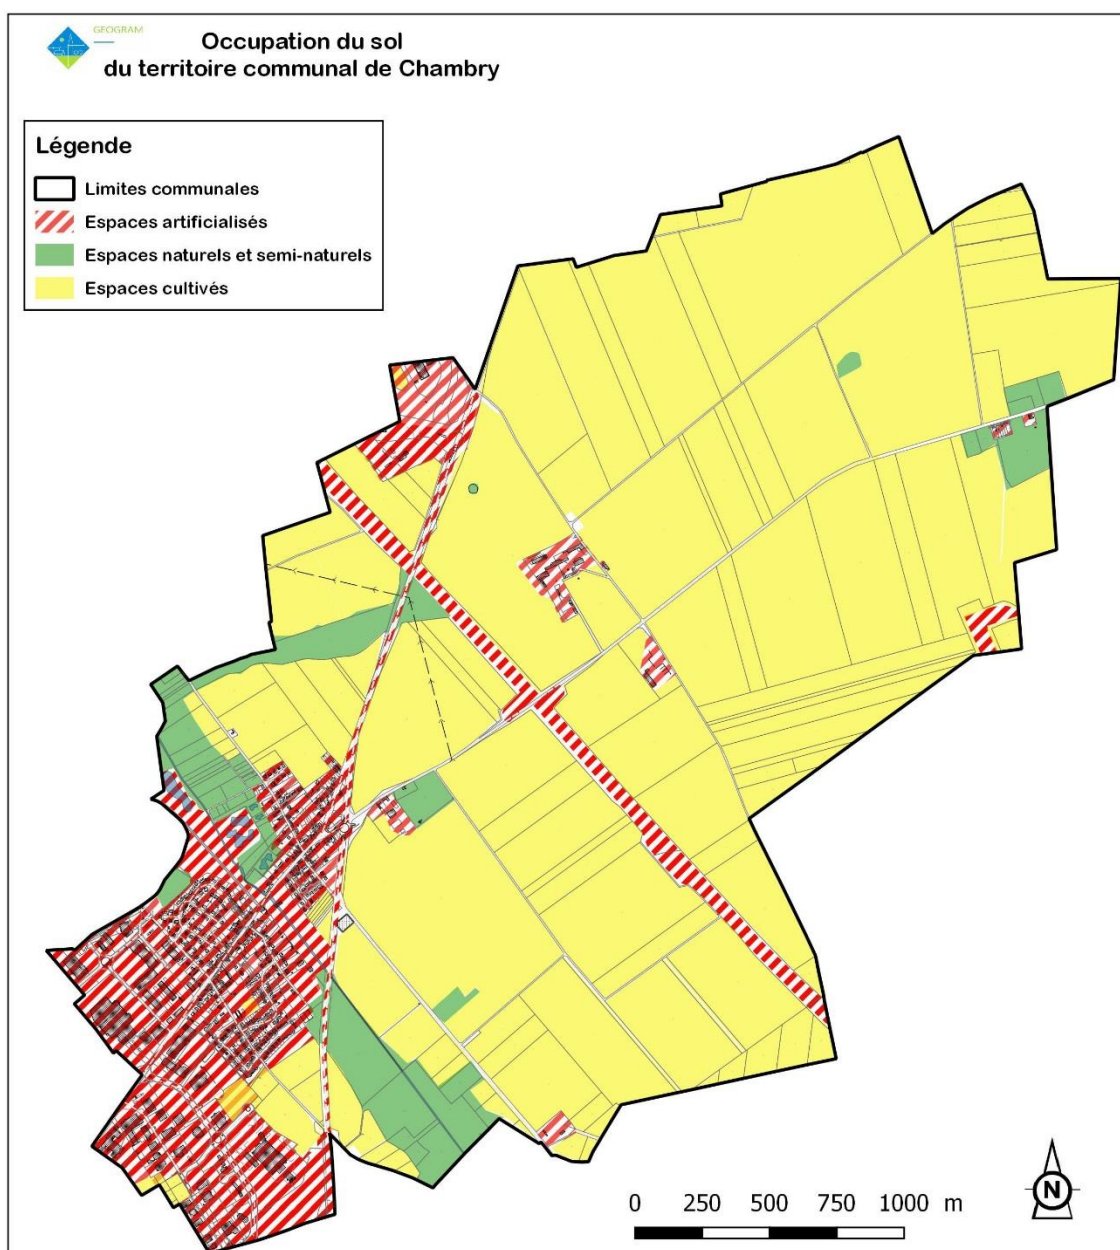 GEOGRAM
Occupation du sol
du territoire communal de Chambry
Légende
Limites communales
Espaces artificialisés
Espaces naturels et semi-naturels
Espaces cultivés
0 250 500 750 1000 m
N